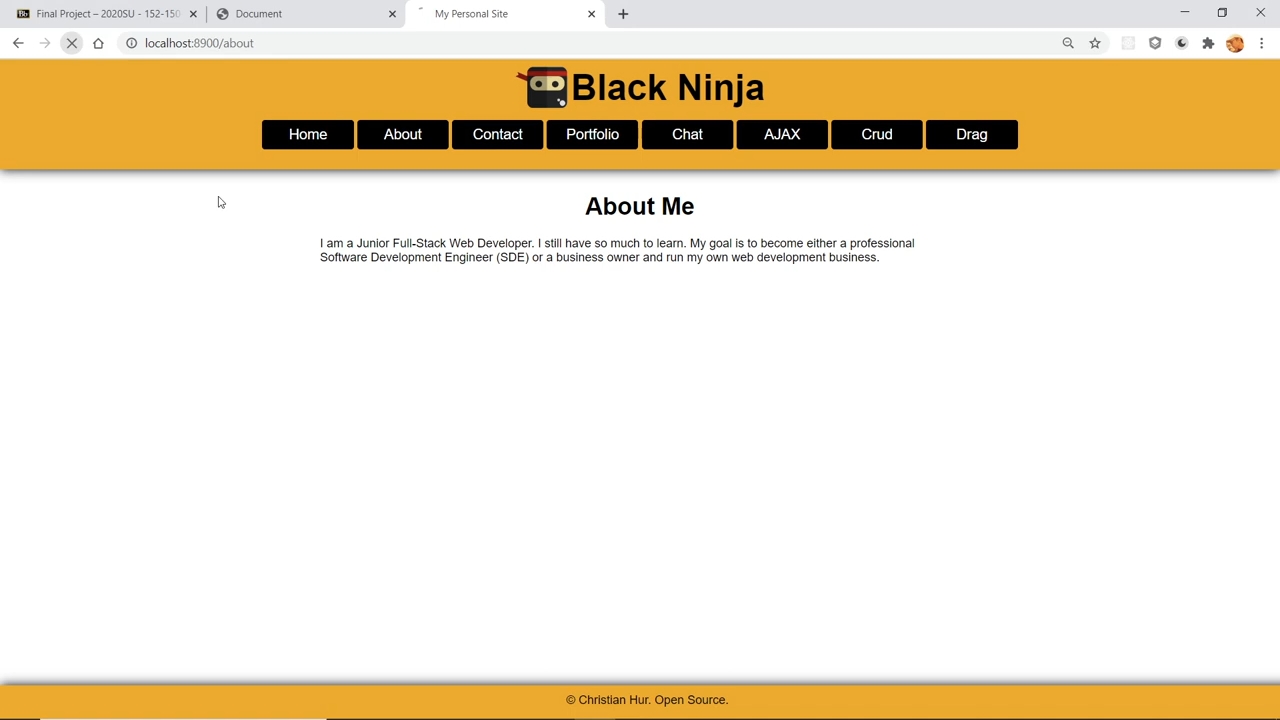 Final Project – 2020SU - 152-150
Document
My Personal Site
localhost:8900/about
Black Ninja
Home
About
Contact
Portfolio
Chat
AJAX
Crud
Drag
About Me
I am a Junior Full-Stack Web Developer. I still have so much to learn. My goal is to become either a professional
Software Development Engineer (SDE) or a business owner and run my own web development business.
© Christian Hur. Open Source.